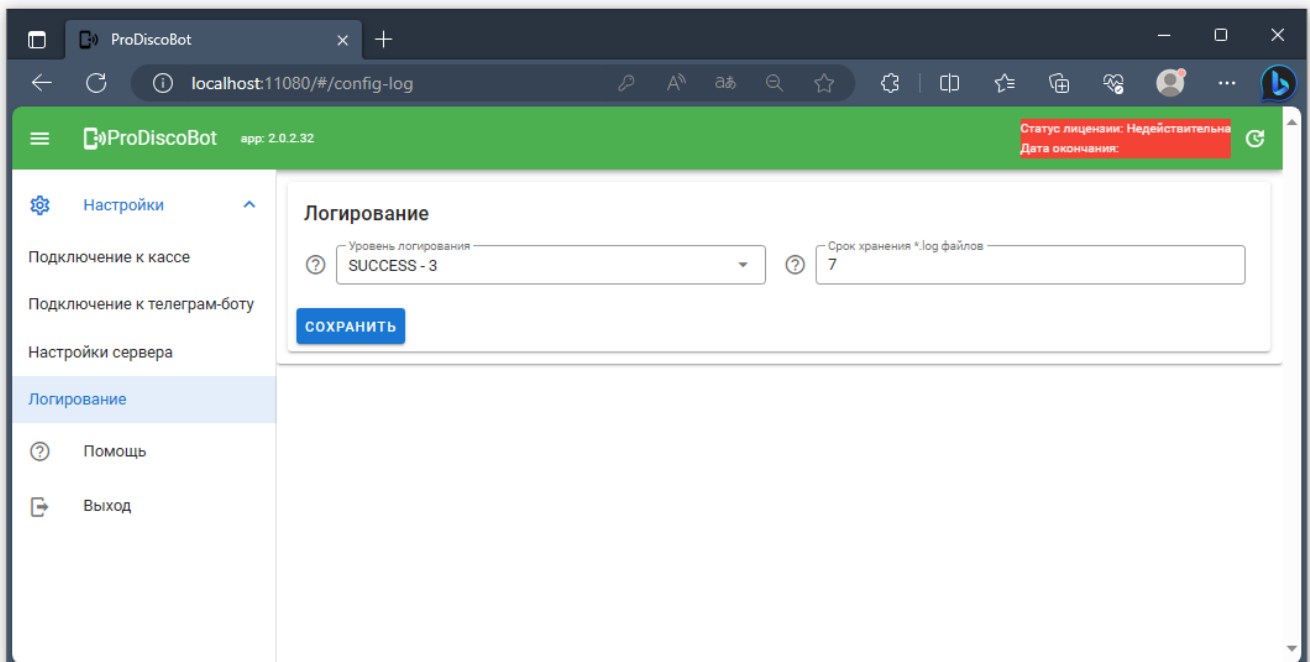 ProDiscoBot
localhost:11080/#/config-log
ProDiscoBot app: 2.0.2.32
Статус лицензии: Недействительна
Дата окончания:
Настройки
Подключение к кассе
Подключение к телеграм-боту
Настройки сервера
Логирование
Помощь
Выход
Логирование
Уровень логирования
SUCCESS - 3
Срок хранения *.log файлов
7
СОХРАНИТЬ